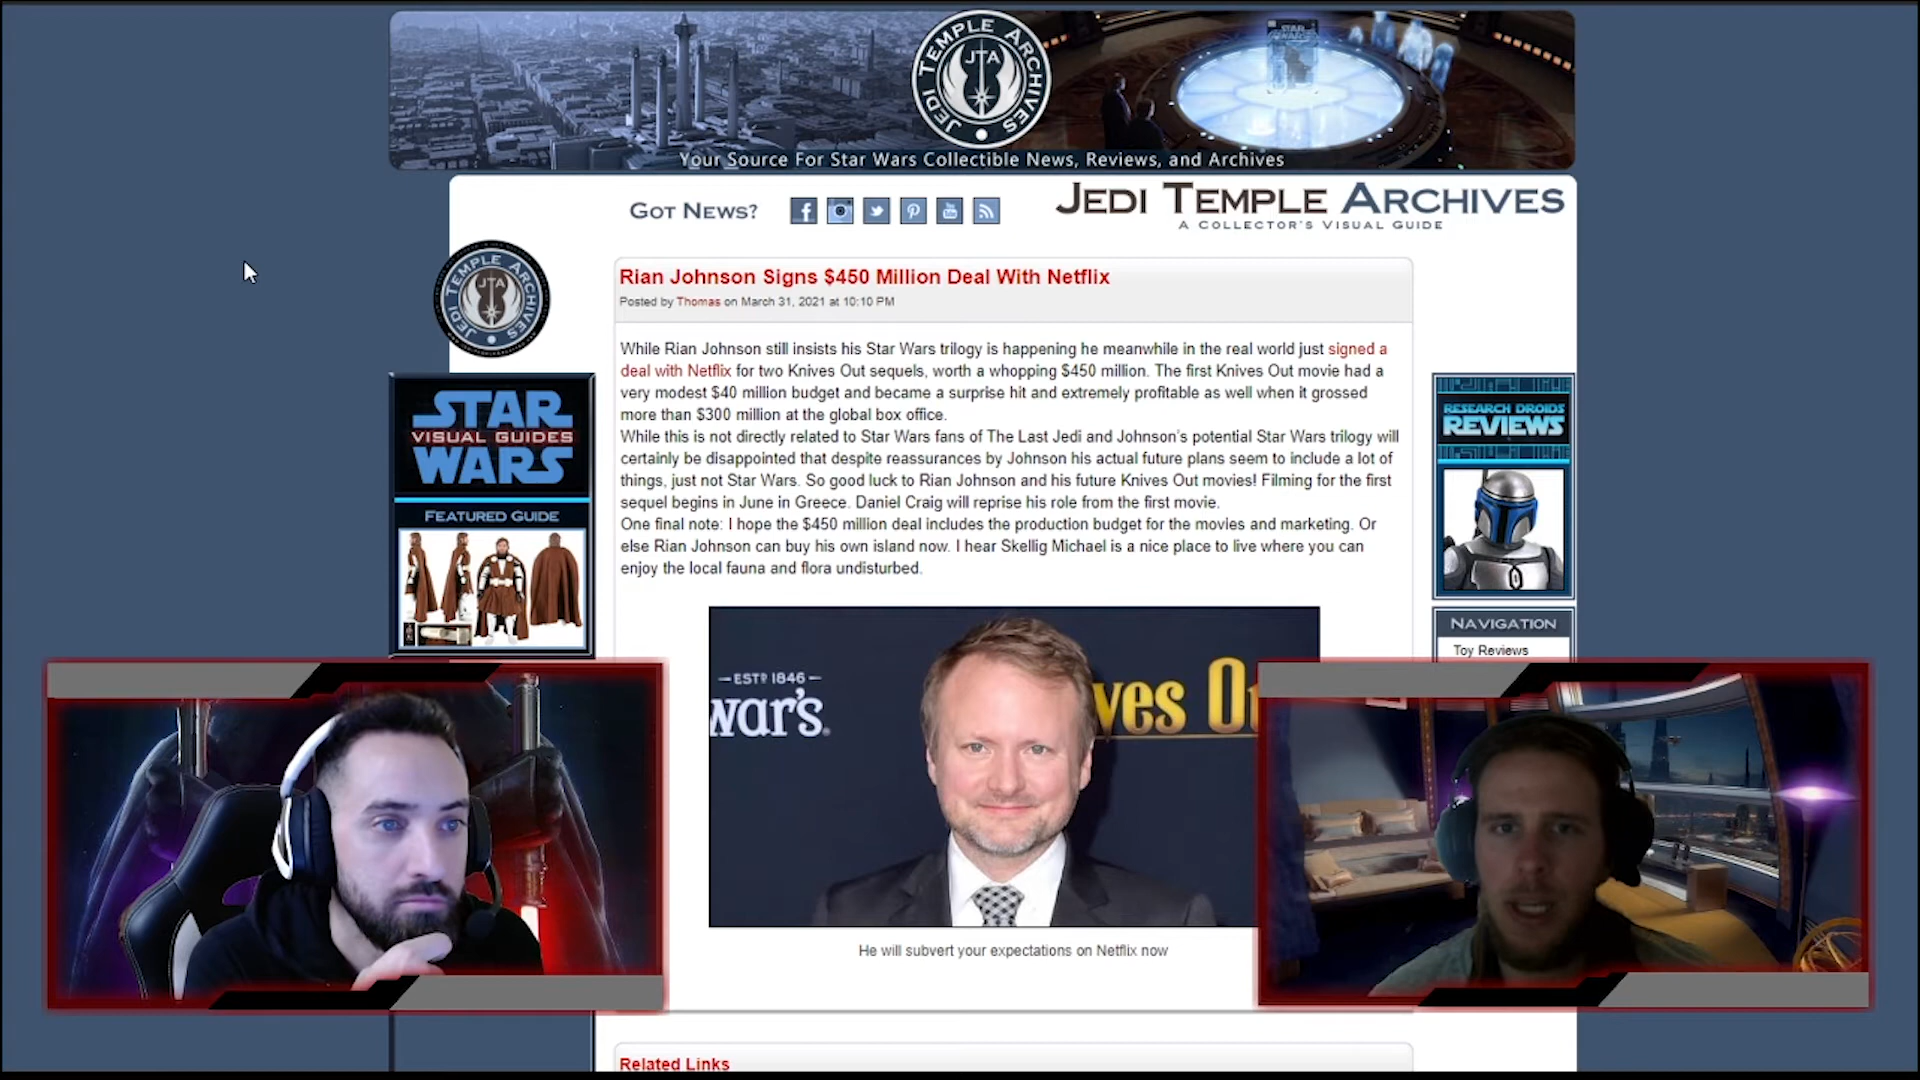 JEDI TEMPLE ARCHIVES
JTA
STAR WARS
Your Source For Star Wars Collectible News, Reviews, and Archives
GOT NEWS?
JEDI TEMPLE ARCHIVES
A COLLECTOR'S VISUAL GUIDE
JEDI TEMPLE ARCHIVES
JTA
Rian Johnson Signs $450 Million Deal With Netflix
Posted by Thomas on March 31, 2021 at 10:10 PM
While Rian Johnson still insists his Star Wars trilogy is happening he meanwhile in the real world just signed a
deal with Netflix for two Knives Out sequels, worth a whopping $450 million. The first Knives Out movie had a
very modest $40 million budget and became a surprise hit and extremely profitable as well when it grossed
more than $300 million at the global box office.
While this is not directly related to Star Wars fans of The Last Jedi and Johnson's potential Star Wars trilogy will
certainly be disappointed that despite reassurances by Johnson his actual future plans seem to include a lot of
things, just not Star Wars. So good luck to Rian Johnson and his future Knives Out movies! Filming for the first
sequel begins in June in Greece. Daniel Craig will reprise his role from the first movie.
One final note: I hope the $450 million deal includes the production budget for the movies and marketing. Or
else Rian Johnson can buy his own island now. I hear Skellig Michael is a nice place to live where you can
enjoy the local fauna and flora undisturbed.
STAR
VISUAL GUIDES
WARS
FEATURED GUIDE
RESEARCH DROIDS
REVIEWS
NAVIGATION
Toy Reviews
ESTD 1846
war's
ves Ou
He will subvert your expectations on Netflix now
Related Links